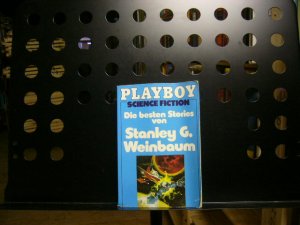 PLAYBOY
SCIENCE FICTION
Die besten Stories
von
Stanley G.
Weinbaum